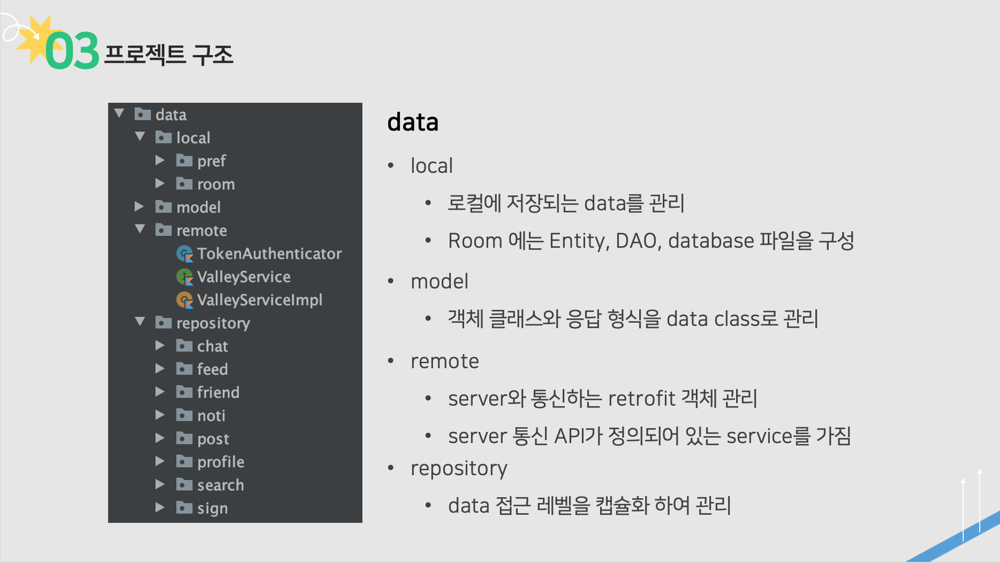 03 프로젝트 구조
data
local
pref
room
model
remote
TokenAuthenticator
ValleyService
ValleyServiceImpl
repository
chat
feed
friend
noti
post
profile
search
sign
data
• local
• 로컬에 저장되는 data를 관리
• Room 에는 Entity, DAO, database 파일을 구성
• model
• 객체 클래스와 응답 형식을 data class로 관리
• remote
• server와 통신하는 retrofit 객체 관리
• server 통신 API가 정의되어 있는 service를 가짐
• repository
• data 접근 레벨을 캡슐화 하여 관리